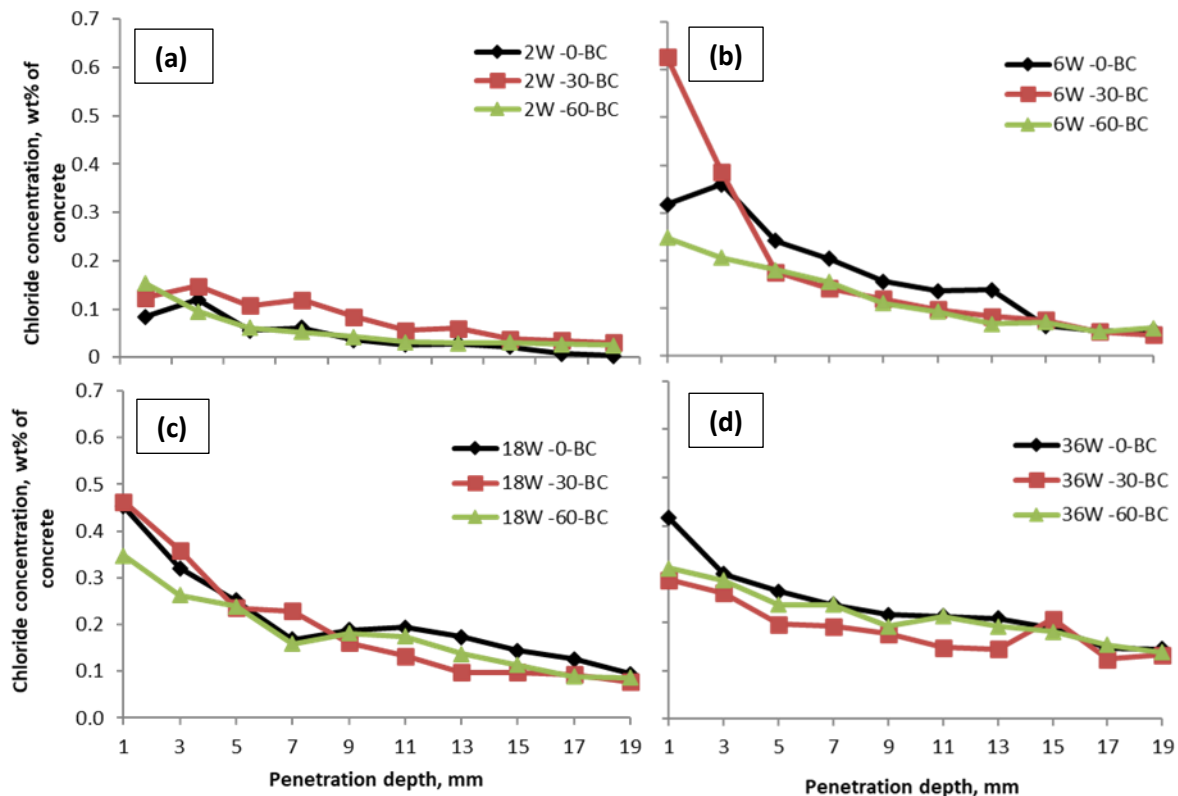 0.7
0.6
0.5
0.4
0.3
0.2
0.1
0
Chloride concentration, wt% of
concrete
(a)
2W -0-BC
2W -30-BC
2W -60-BC
(b)
6W -0-BC
6W -30-BC
6W -60-BC
0.7
0.6
0.5
0.4
0.3
0.2
0.1
0.0
Chloride concentration, wt% of
concrete
(c)
18W -0-BC
18W -30-BC
18W -60-BC
1 3 5 7 9 11 13 15 17 19
Penetration depth, mm
(d)
36W -0-BC
36W -30-BC
36W -60-BC
1 3 5 7 9 11 13 15 17 19
Penetration depth, mm